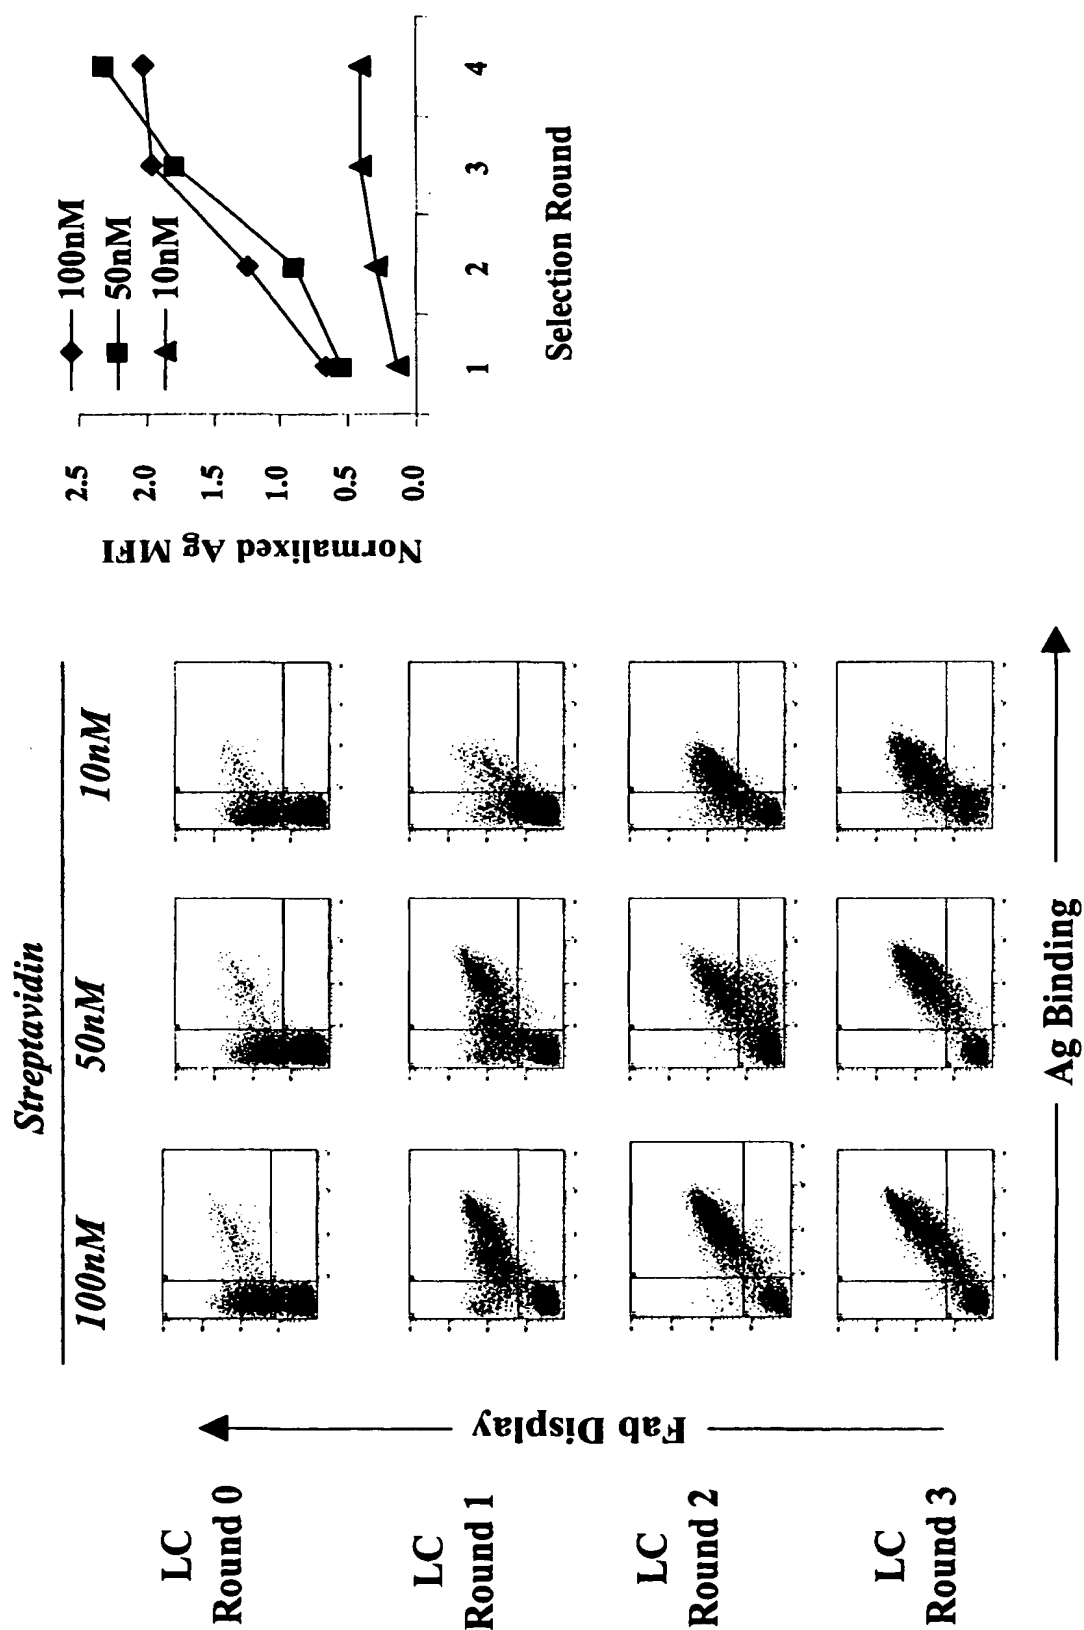 Streptavidin
100nM 50nM 10nM
LC
Round 0
LC
Round 1
LC
Round 2
LC
Round 3
Fab Display
Ag Binding
Normalixed Ag MFI
2.5
2.0
1.5
1.0
0.5
0.0
100nM
50nM
10nM
1 2 3 4
Selection Round